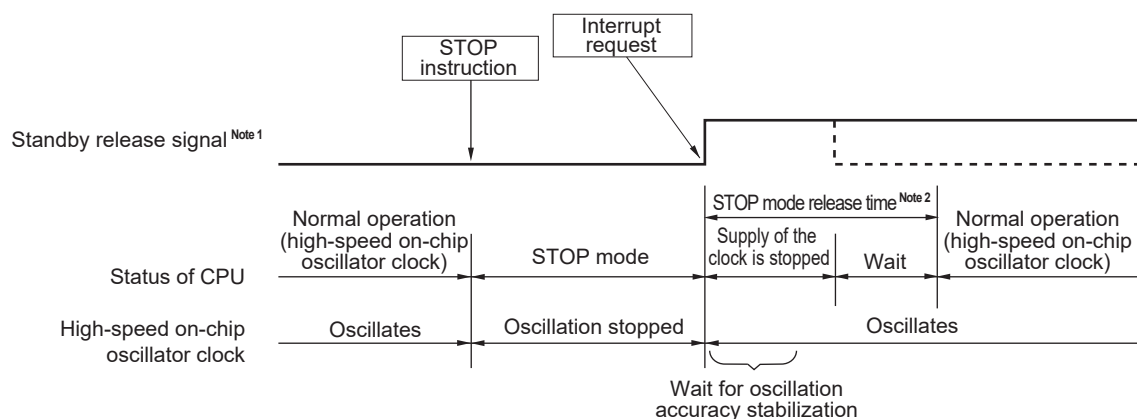 Interrupt
request
STOP
instruction
Standby release signal Note 1
STOP mode release time Note 2
Normal operation
(high-speed on-chip
oscillator clock)
Supply of the
clock is stopped
Normal operation
(high-speed on-chip
oscillator clock)
Status of CPU
STOP mode
Wait
High-speed on-chip
oscillator clock
Oscillates
Oscillation stopped
Oscillates
Wait for oscillation
accuracy stabilization